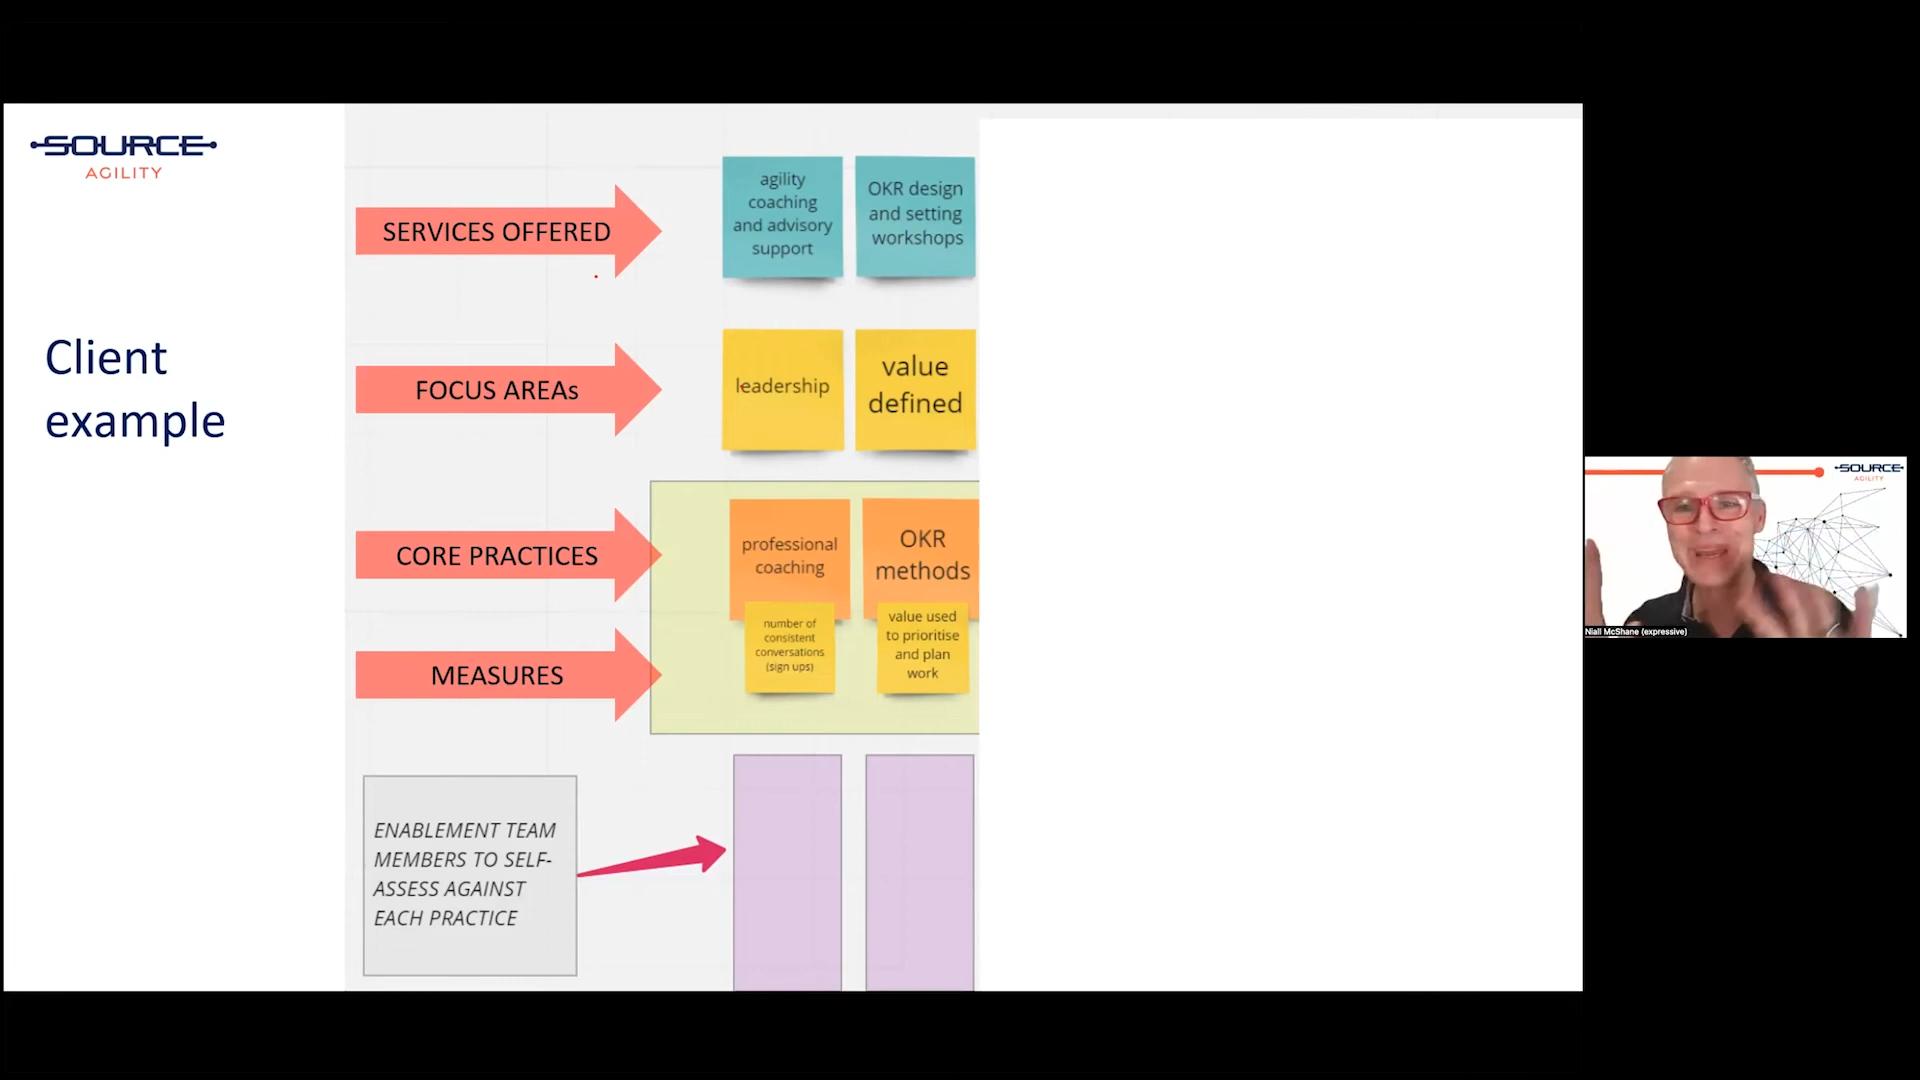 SOURCE
AGILITY
Client
example
SERVICES OFFERED
agility
coaching
and advisory
support
OKR design
and setting
workshops
FOCUS AREAs
leadership
value
defined
CORE PRACTICES
professional
coaching
OKR
methods
MEASURES
number of
consistent
conversations
(sign ups)
value used
to prioritise
and plan
work
ENABLEMENT TEAM
MEMBERS TO SELF-
ASSESS AGAINST
EACH PRACTICE
SOURCE
AGILITY
Niall McShane (expressive)